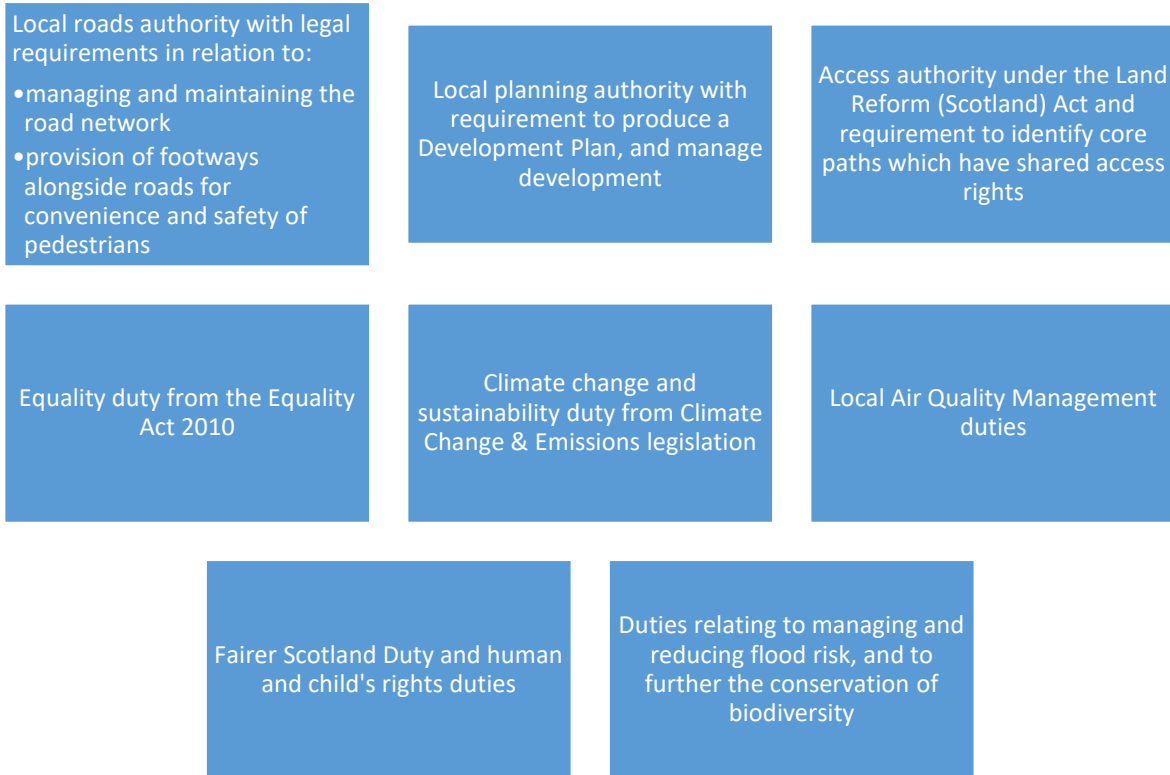 Local roads authority with legal
requirements in relation to:
•managing and maintaining the
road network
•provision of footways
alongside roads for
convenience and safety of
pedestrians
Local planning authority with
requirement to produce a
Development Plan, and manage
development
Access authority under the Land
Reform (Scotland) Act and
requirement to identify core
paths which have shared access
rights
Equality duty from the Equality
Act 2010
Climate change and
sustainability duty from Climate
Change & Emissions legislation
Local Air Quality Management
duties
Fairer Scotland Duty and human
and child's rights duties
Duties relating to managing and
reducing flood risk, and to
further the conservation of
biodiversity